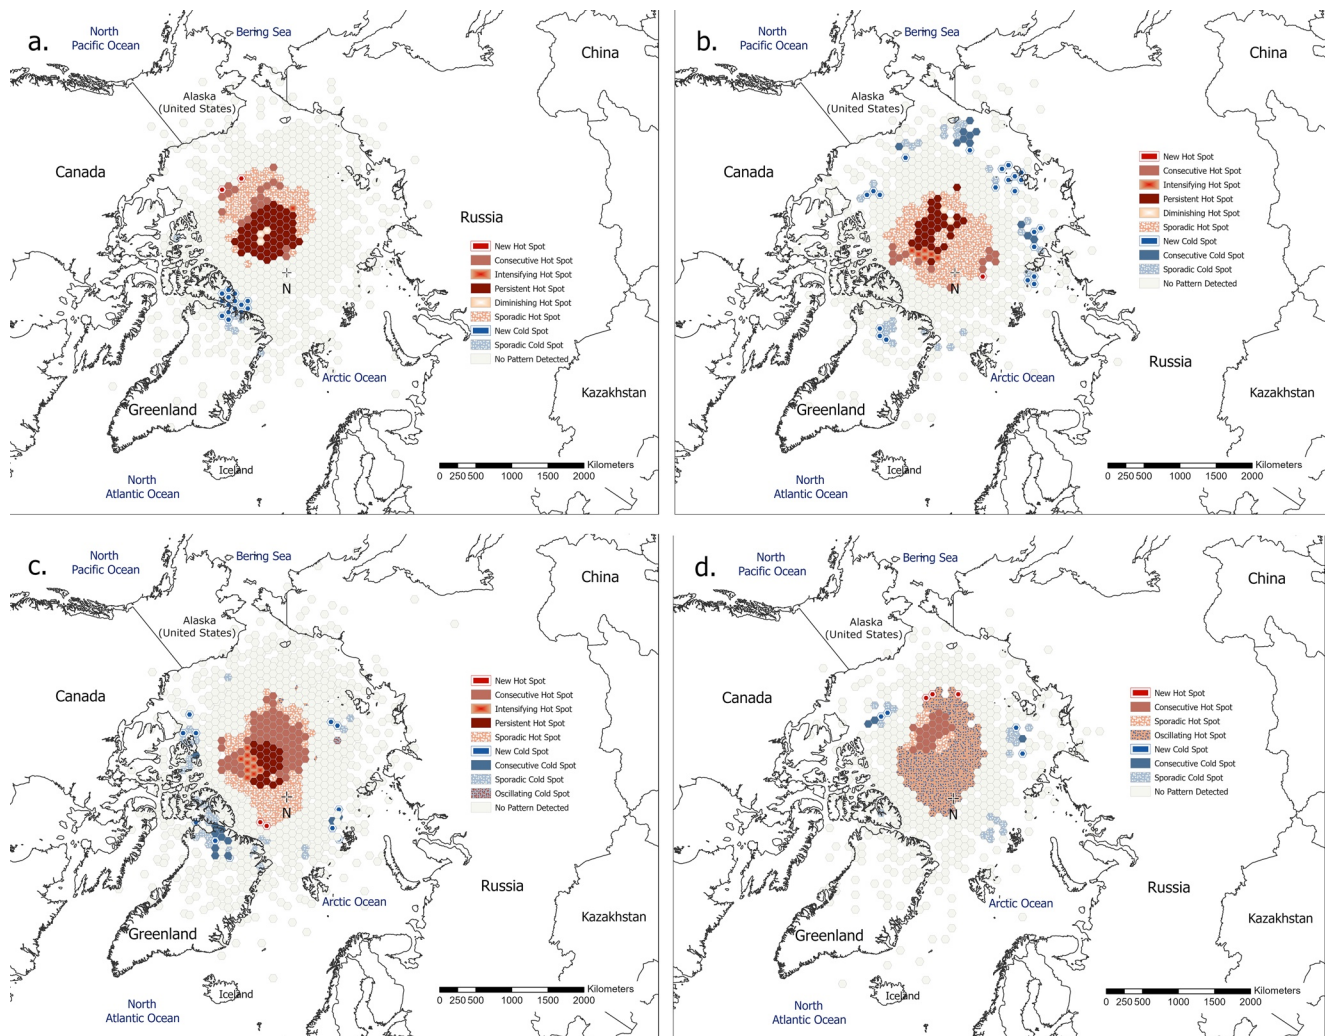 a.
North
Pacific Ocean
Bering Sea
China
Alaska
(United States)
Canada
Russia
New Hot Spot
Consecutive Hot Spot
Intensifying Hot Spot
Persistent Hot Spot
Diminishing Hot Spot
Sporadic Hot Spot
New Cold Spot
Sporadic Cold Spot
No Pattern Detected
N
Arctic Ocean
Kazakhstan
Greenland
Iceland
North
Atlantic Ocean
Kilometers
0 250 500 1000 1500 2000
b.
North
Pacific Ocean
Bering Sea
China
Alaska
(United States)
Canada
New Hot Spot
Consecutive Hot Spot
Intensifying Hot Spot
Persistent Hot Spot
Diminishing Hot Spot
Sporadic Hot Spot
New Cold Spot
Consecutive Cold Spot
Sporadic Cold Spot
No Pattern Detected
N
Russia
Arctic Ocean
Kazakhstan
Greenland
Iceland
North
Atlantic Ocean
Kilometers
0 250 500 1000 1500 2000
c.
North
Pacific Ocean
Bering Sea
China
Alaska
(United States)
Canada
New Hot Spot
Consecutive Hot Spot
Intensifying Hot Spot
Persistent Hot Spot
Sporadic Hot Spot
New Cold Spot
Consecutive Cold Spot
Sporadic Cold Spot
Oscillating Cold Spot
No Pattern Detected
N
Russia
Arctic Ocean
Kazakhstan
Greenland
Iceland
North
Atlantic Ocean
Kilometers
0 250 500 1000 1500 2000
d.
North
Pacific Ocean
Bering Sea
China
Alaska
(United States)
Canada
New Hot Spot
Consecutive Hot Spot
Sporadic Hot Spot
Oscillating Hot Spot
New Cold Spot
Consecutive Cold Spot
Sporadic Cold Spot
No Pattern Detected
N
Russia
Arctic Ocean
Kazakhstan
Greenland
Iceland
North
Atlantic Ocean
Kilometers
0 250 500 1000 1500 2000